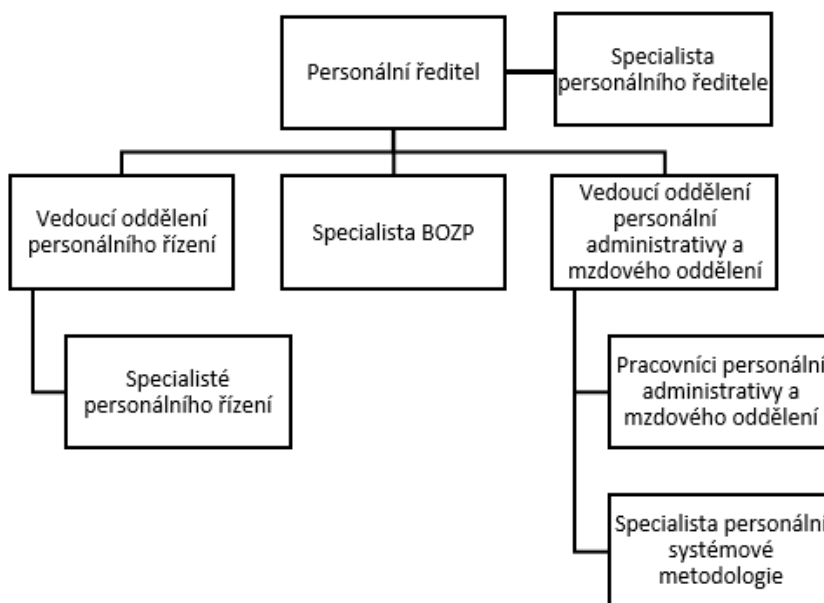 Personální ředitel
Specialista
personálního ředitele
Vedoucí oddělení
personálního řízení
Specialista BOZP
Vedoucí oddělení
personální
administrativy a
mzdového oddělení
Specialisté
personálního řízení
Pracovníci personální
administrativy a
mzdového oddělení
Specialista personální
systémové
metodologie